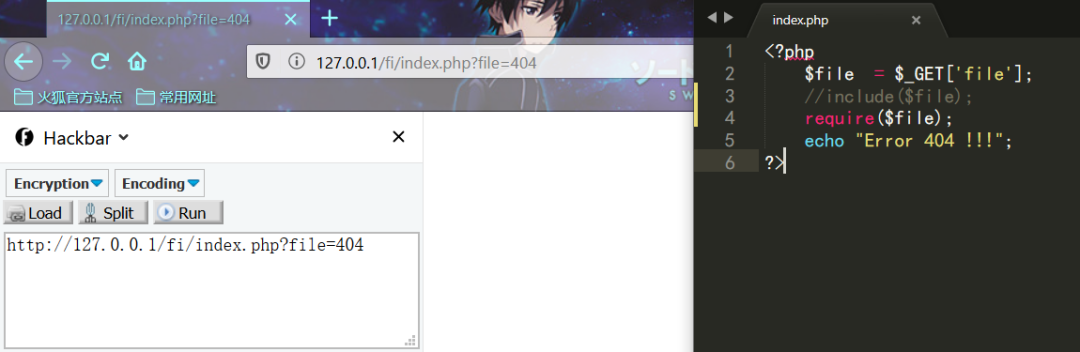 127.0.0.1/fi/index.php?file=404
127.0.0.1/fi/index.php?file=404
火狐官方站点 常用网址
Hackbar
Encryption Encoding
Load Split Run
http://127.0.0.1/fi/index.php?file=404
index.php
1 <?php
2 $file = $_GET['file'];
3 //include($file);
4 require($file);
5 echo "Error 404 !!!";
6 ?>